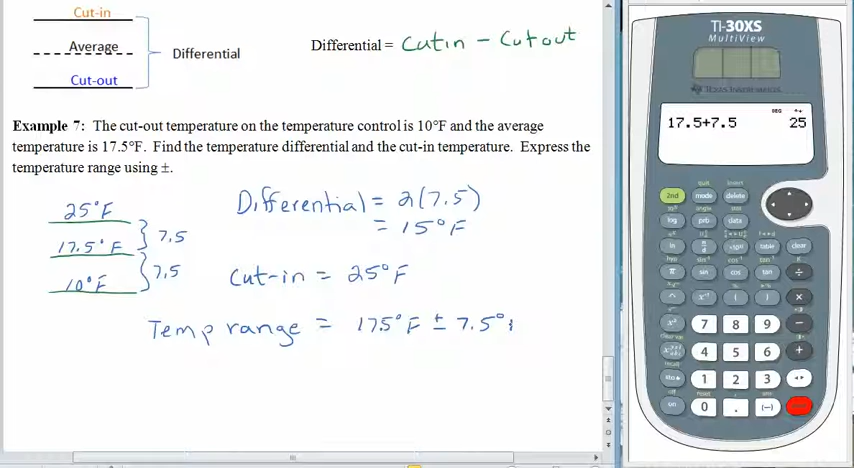 Cut-in
Average
Cut-out
Differential
Differential = Cut in - Cut out
Example 7: The cut-out temperature on the temperature control is 10°F and the average
temperature is 17.5°F. Find the temperature differential and the cut-in temperature. Express the
temperature range using ±.
25°F
17.5°F
10°F
7.5
7.5
Differential = 2(7.5)
= 15°F
Cut-in = 25°F
Temp range = 17.5°F ± 7.5°
TI-30XS
MultiView
TEXAS INSTRUMENTS
DEG
17.5+7.5 25
quit insert
2nd mode delete
log prb data
ln table clear
π sin cos tan ÷
^ ( ) ×
x² 7 8 9 −
4 5 6 +
sto 1 2 3
on 0 . (−)